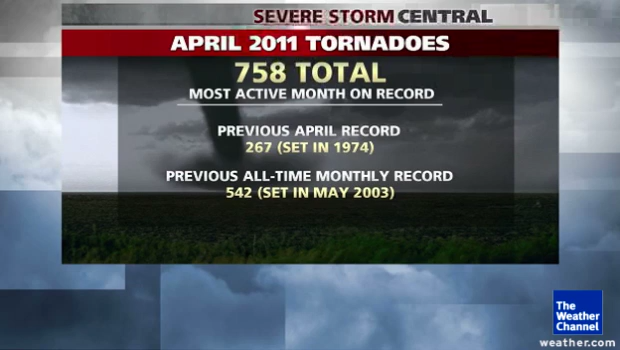 SEVERE STORM CENTRAL
APRIL 2011 TORNADOES
758 TOTAL
MOST ACTIVE MONTH ON RECORD
PREVIOUS APRIL RECORD
267 (SET IN 1974)
PREVIOUS ALL-TIME MONTHLY RECORD
542 (SET IN MAY 2003)
The
Weather
Channel
weather.com